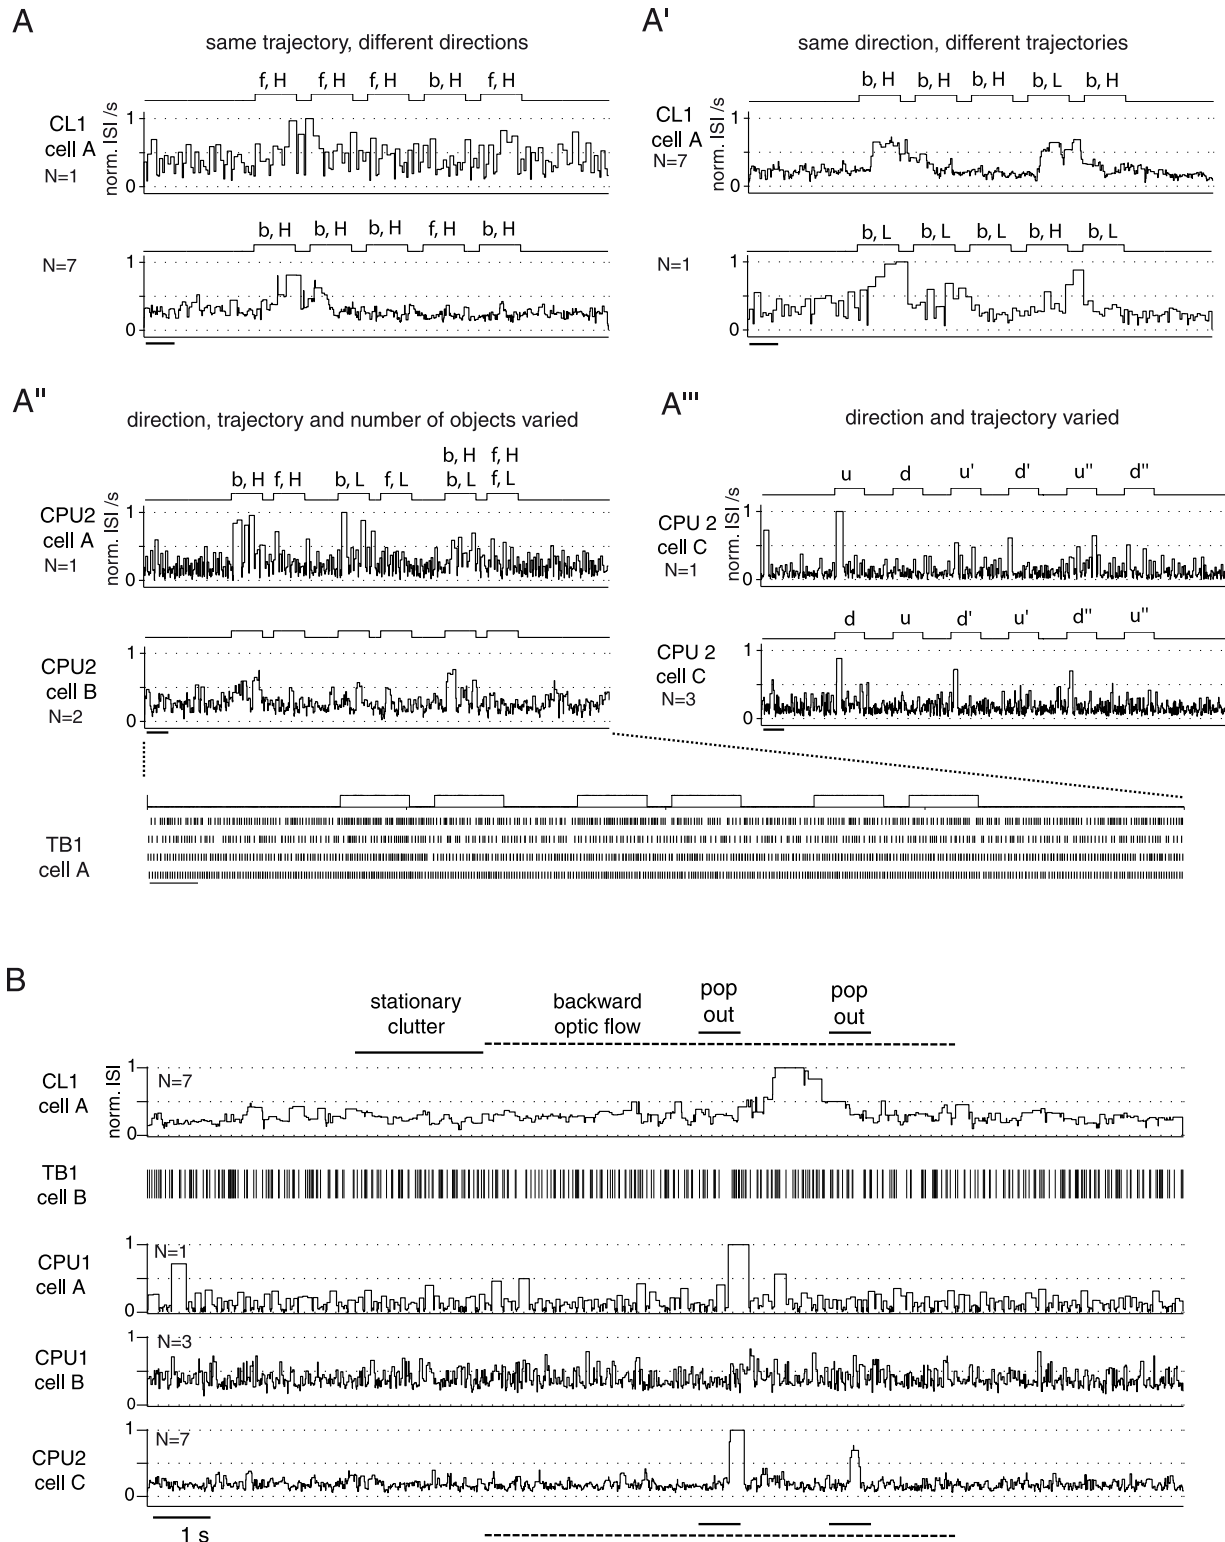 A
same trajectory, different directions
f, H f, H f, H b, H f, H
CL1
cell A
N=1
norm. ISI /s
1
0
b, H b, H b, H f, H b, H
N=7
1
0
A'
same direction, different trajectories
b, H b, H b, H b, L b, H
CL1
cell A
N=7
norm. ISI /s
1
0
b, L b, L b, L b, H b, L
N=1
1
0
A''
direction, trajectory and number of objects varied
b, H f, H
b, H f, H b, L f, L b, L f, L
CPU2
cell A
N=1
norm. ISI /s
1
0
CPU2
cell B
N=2
1
0
A'''
direction and trajectory varied
u d u' d' u'' d''
CPU 2
cell C
N=1
norm. ISI /s
1
0
d u d' u' d'' u''
CPU 2
cell C
N=3
1
0
TB1
cell A
B
stationary
clutter
backward
optic flow
pop
out
pop
out
CL1
cell A
norm. ISI
1
0
N=7
TB1
cell B
CPU1
cell A
1
0
N=1
CPU1
cell B
1
0
N=3
CPU2
cell C
1
0
N=7
1 s